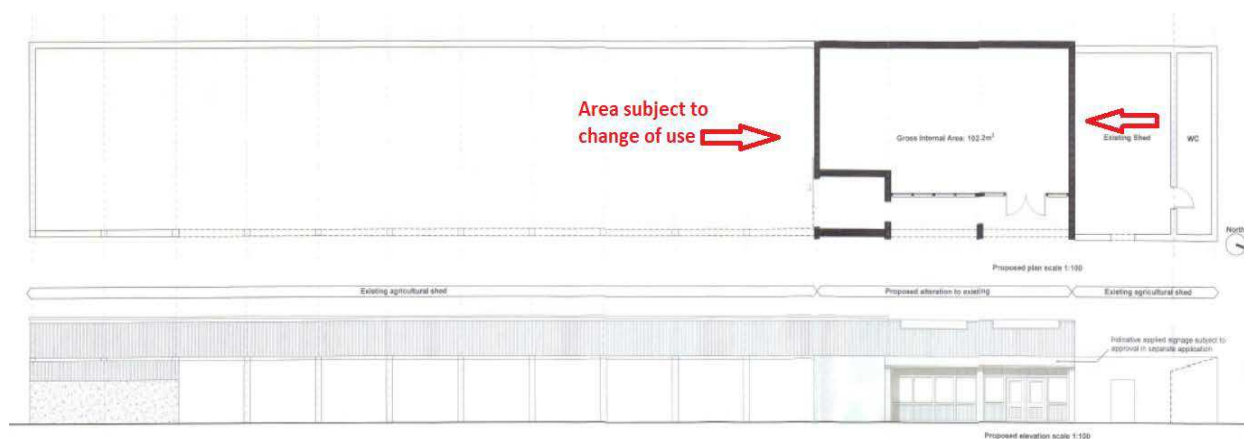 Area subject to
change of use
Gross Internal Area: 102.2m²
Existing Shed
WC
North
Proposed plan scale 1:100
Existing agricultural shed
Proposed alteration to existing
Existing agricultural shed
Indicative applied signage subject to
approval in separate application
Proposed elevation scale 1:100